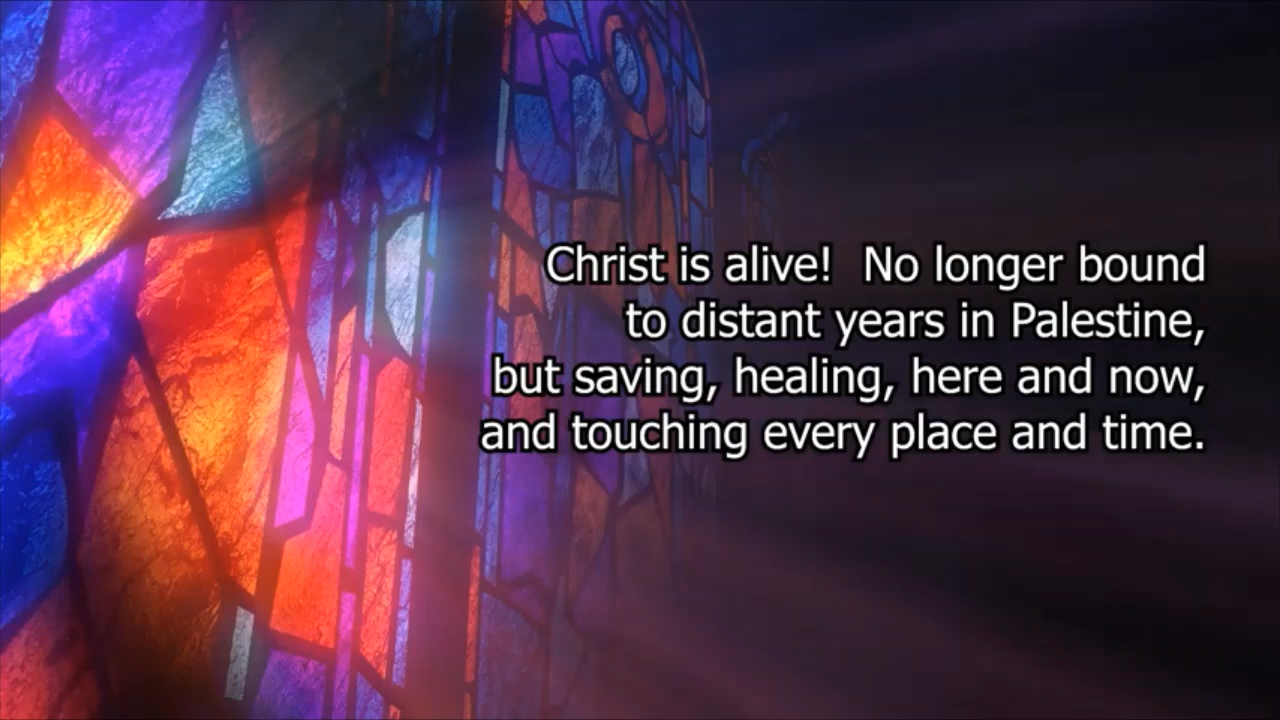 Christ is alive!  No longer bound
to distant years in Palestine,
but saving, healing, here and now,
and touching every place and time.